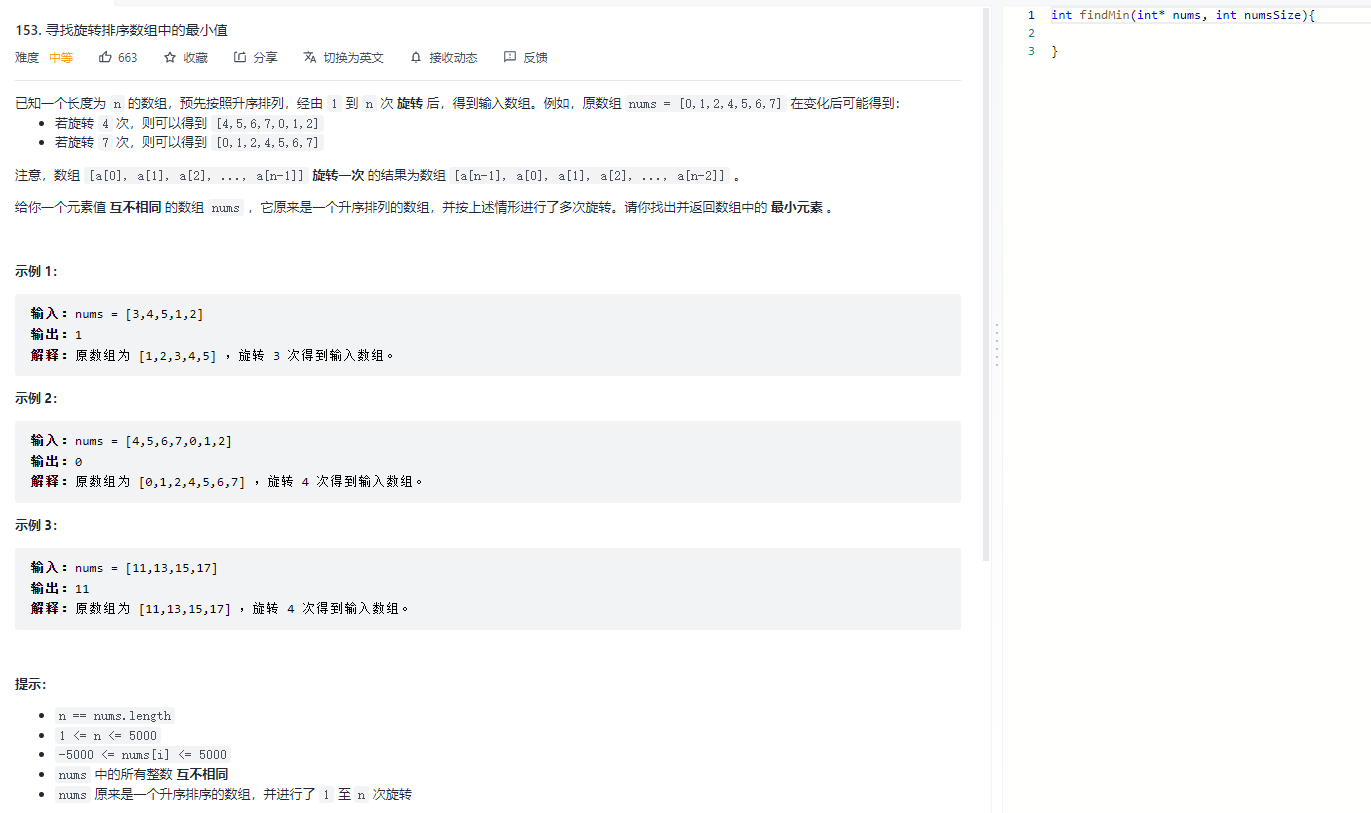 153. 寻找旋转排序数组中的最小值
难度 中等 663 收藏 分享 切换为英文 接收动态 反馈
已知一个长度为 n 的数组，预先按照升序排列，经由 1 到 n 次 旋转 后，得到输入数组。例如，原数组 nums = [0,1,2,4,5,6,7] 在变化后可能得到：
若旋转 4 次，则可以得到 [4,5,6,7,0,1,2]
若旋转 7 次，则可以得到 [0,1,2,4,5,6,7]
注意，数组 [a[0], a[1], a[2], ..., a[n-1]] 旋转一次 的结果为数组 [a[n-1], a[0], a[1], a[2], ..., a[n-2]] 。
给你一个元素值 互不相同 的数组 nums ，它原来是一个升序排列的数组，并按上述情形进行了多次旋转。请你找出并返回数组中的 最小元素 。
示例 1：
输入：nums = [3,4,5,1,2]
输出：1
解释：原数组为 [1,2,3,4,5] ，旋转 3 次得到输入数组。
示例 2：
输入：nums = [4,5,6,7,0,1,2]
输出：0
解释：原数组为 [0,1,2,4,5,6,7] ，旋转 4 次得到输入数组。
示例 3：
输入：nums = [11,13,15,17]
输出：11
解释：原数组为 [11,13,15,17] ，旋转 4 次得到输入数组。
提示：
n == nums.length
1 <= n <= 5000
-5000 <= nums[i] <= 5000
nums 中的所有整数 互不相同
nums 原来是一个升序排序的数组，并进行了 1 至 n 次旋转
1 int findMin(int* nums, int numsSize){
2
3 }